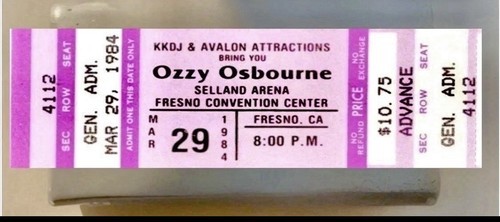 SEC ROW SEAT
4112
GEN. ADM.
MAR 29, 1984
ADMIT ONE THIS DATE ONLY
KKDJ & AVALON ATTRACTIONS
BRING YOU
Ozzy Osbourne
SELLAND ARENA
FRESNO CONVENTION CENTER
MAR 29 1984
FRESNO, CA
8:00 P.M.
NO REFUND PRICE NO EXCHANGE
$10.75
ADVANCE
SEC ROW SEAT
GEN. ADM.
4112